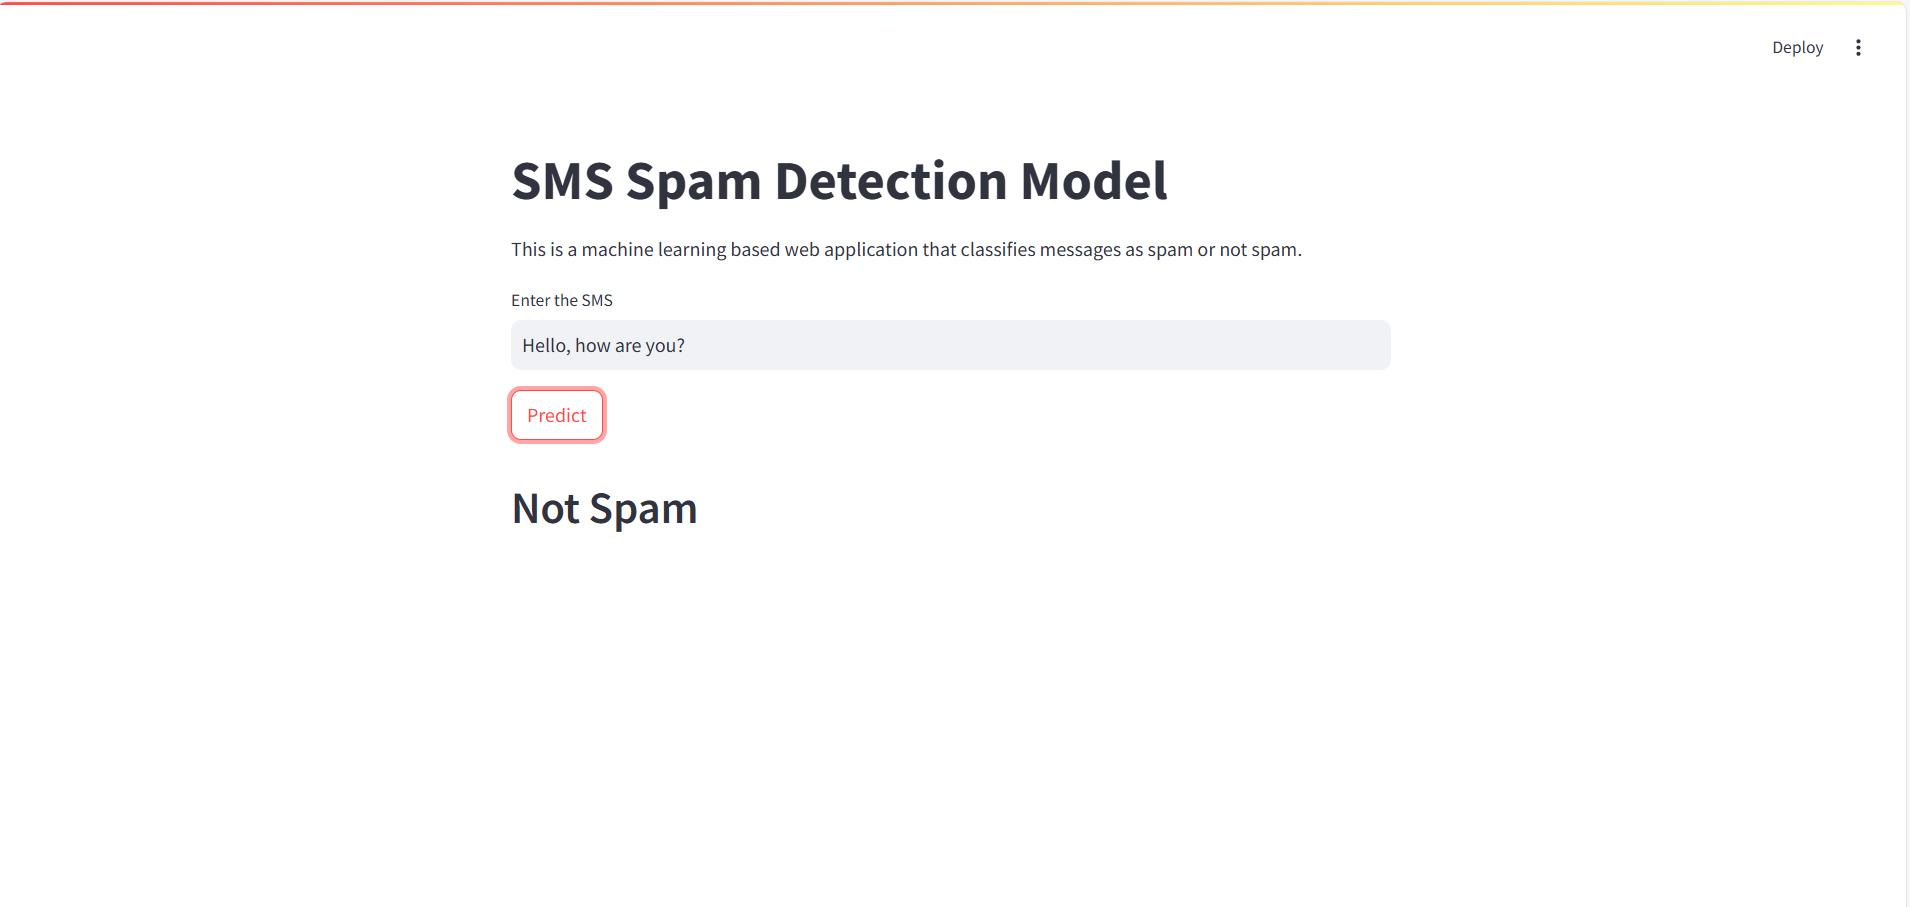 Deploy
SMS Spam Detection Model
This is a machine learning based web application that classifies messages as spam or not spam.
Enter the SMS
Hello, how are you?
Predict
Not Spam